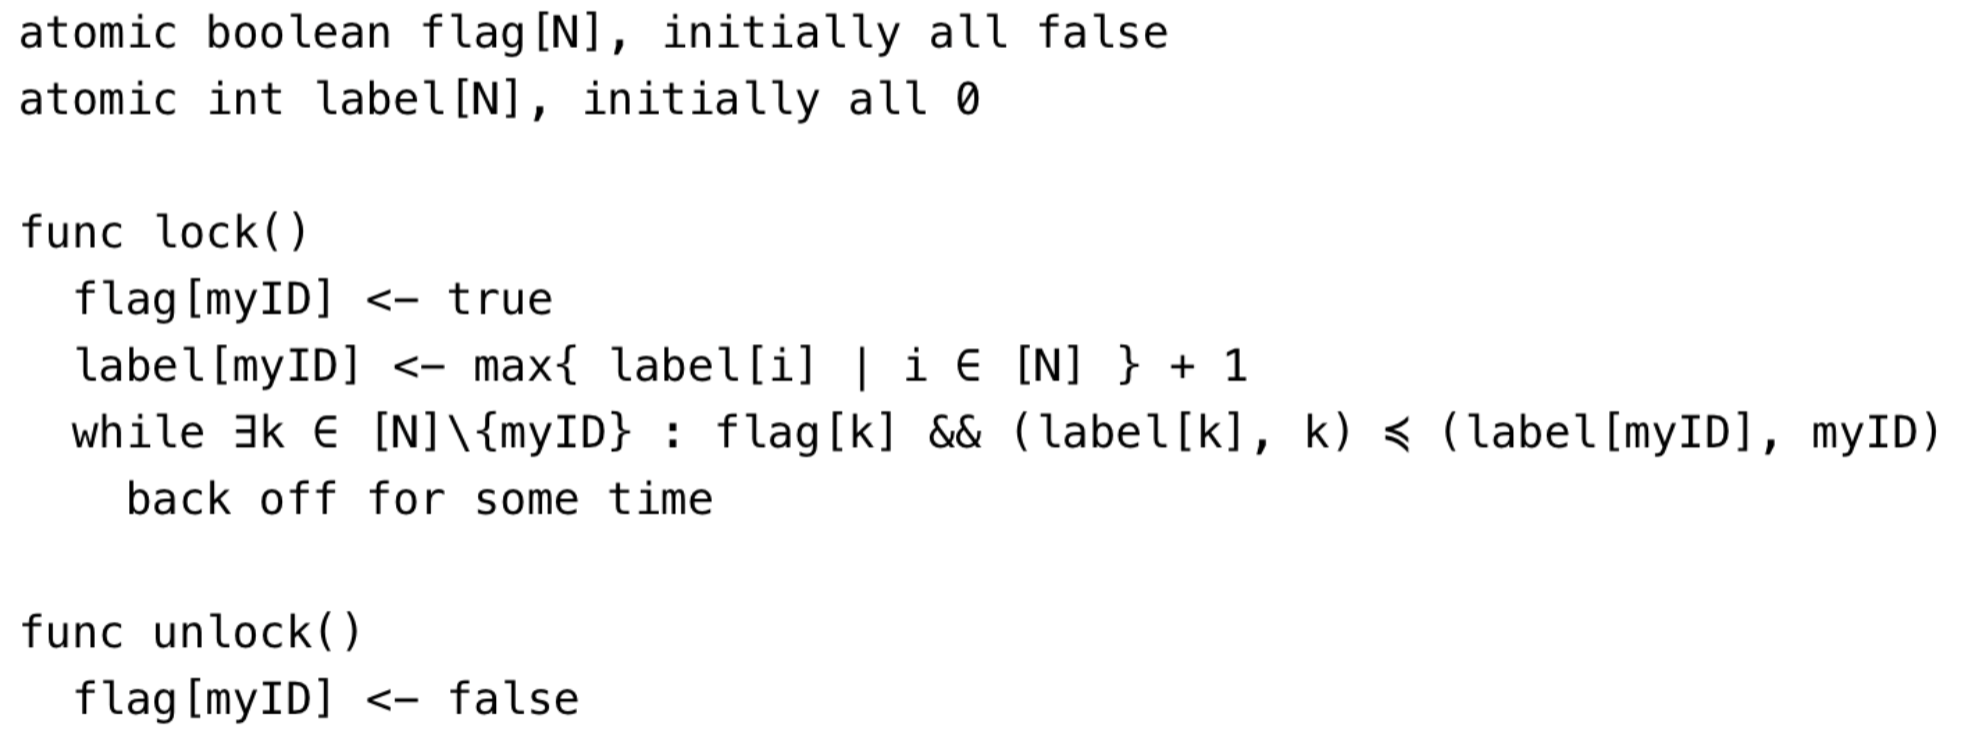 atomic boolean flag[N], initially all false
atomic int label[N], initially all 0
func lock()
flag[myID] <- true
label[myID] <- max{ label[i] | i ∈ [N] } + 1
while ∃k ∈ [N]\{myID} : flag[k] && (label[k], k) ≼ (label[myID], myID)
back off for some time
func unlock()
flag[myID] <- false